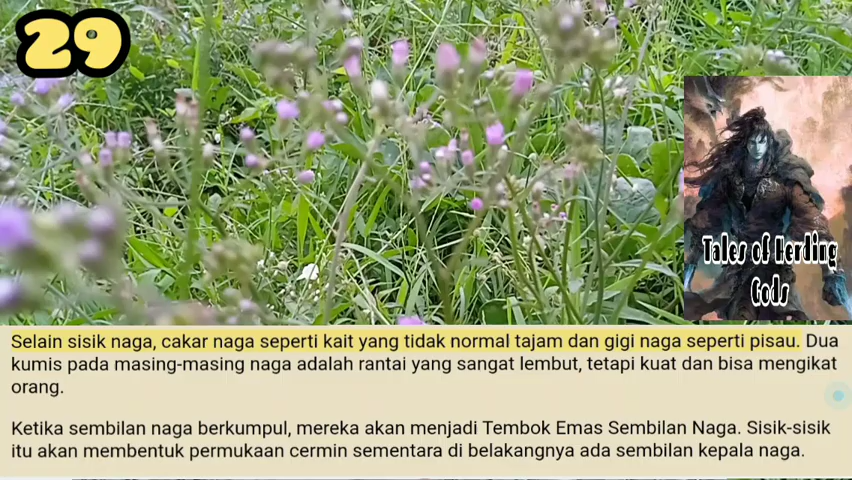 29
Tales of Herding
Gods
Selain sisik naga, cakar naga seperti kait yang tidak normal tajam dan gigi naga seperti pisau. Dua
kumis pada masing-masing naga adalah rantai yang sangat lembut, tetapi kuat dan bisa mengikat
orang.
Ketika sembilan naga berkumpul, mereka akan menjadi Tembok Emas Sembilan Naga. Sisik-sisik
itu akan membentuk permukaan cermin sementara di belakangnya ada sembilan kepala naga.